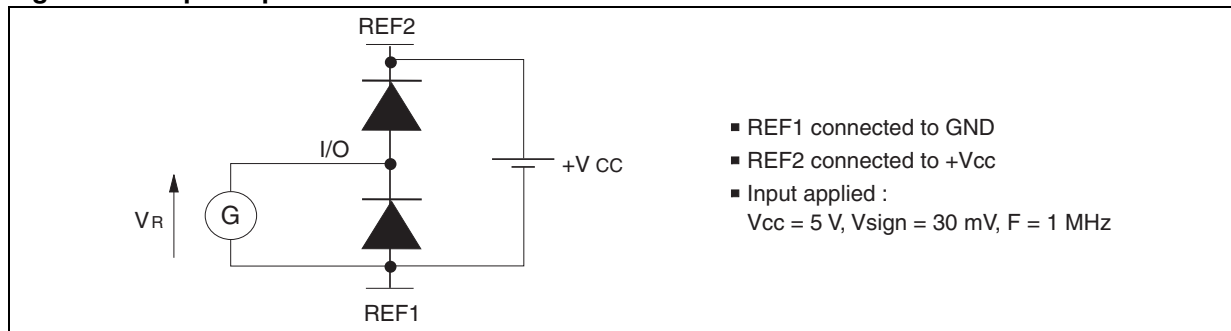 REF2
I/O
+V CC
VR
G
REF1
▪ REF1 connected to GND
▪ REF2 connected to +Vcc
▪ Input applied :
Vcc = 5 V, Vsign = 30 mV, F = 1 MHz